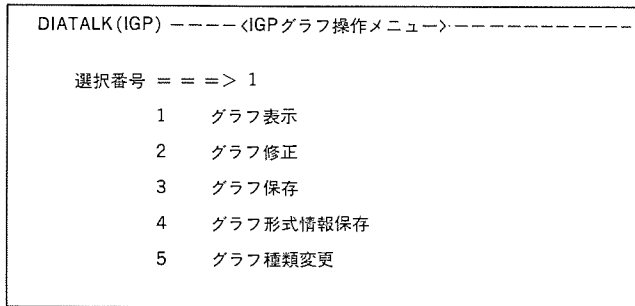 DIATALK(IGP) ----<IGPグラフ操作メニュー>------------
選択番号 ===> 1
1 グラフ表示
2 グラフ修正
3 グラフ保存
4 グラフ形式情報保存
5 グラフ種類変更